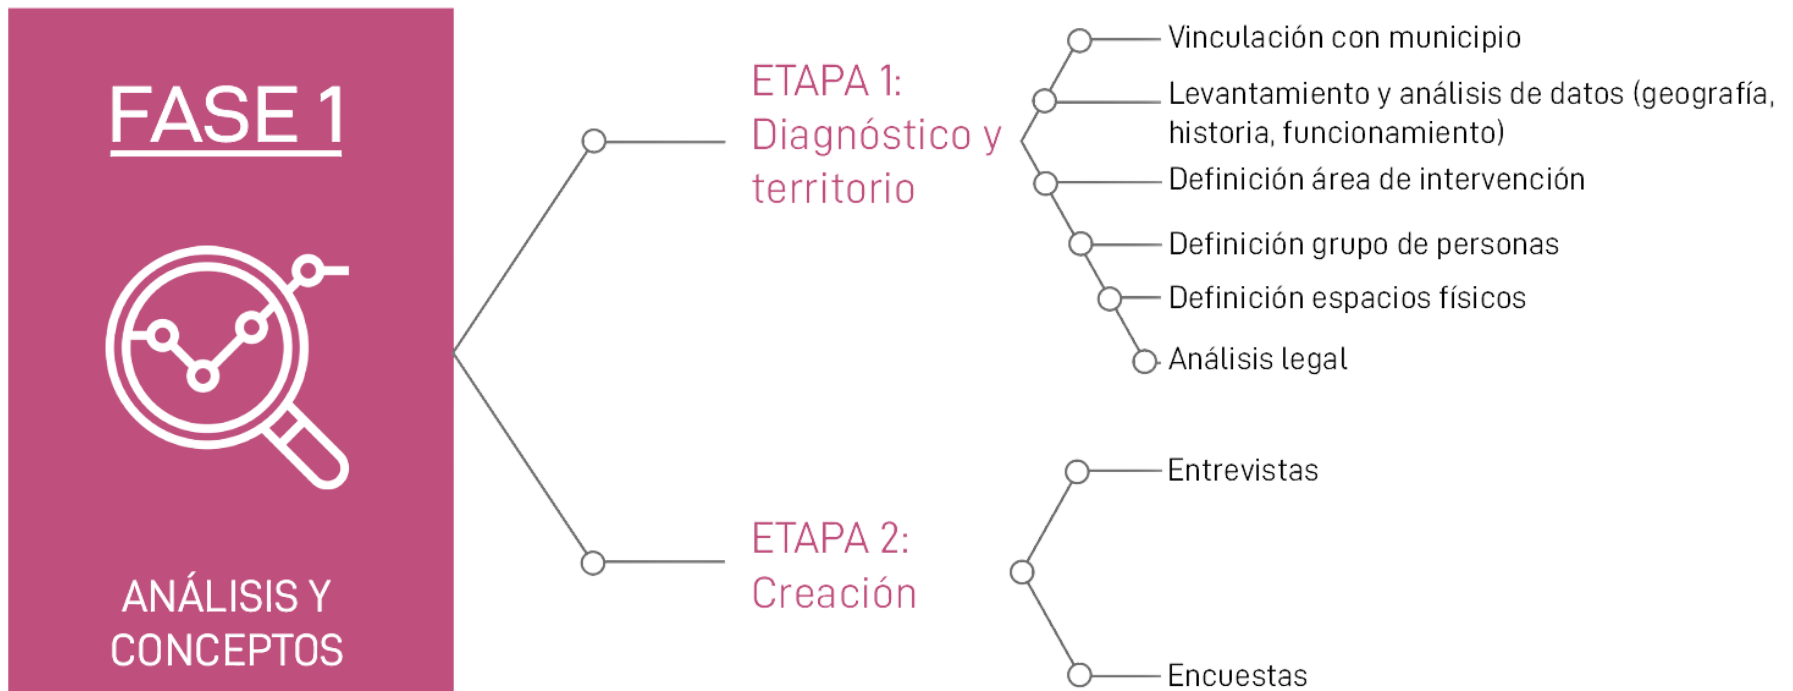 FASE 1
ANÁLISIS Y
CONCEPTOS
ETAPA 1:
Diagnóstico y
territorio
Vinculación con municipio
Levantamiento y análisis de datos (geografía,
historia, funcionamiento)
Definición área de intervención
Definición grupo de personas
Definición espacios físicos
Análisis legal
ETAPA 2:
Creación
Entrevistas
Encuestas